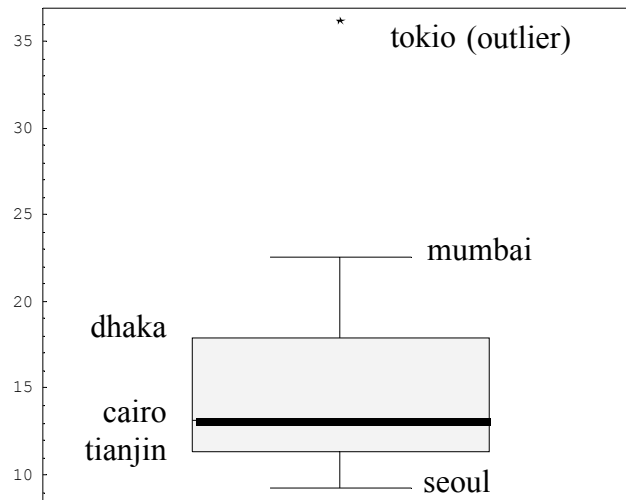 35
tokio (outlier)
30
25
mumbai
20
dhaka
15
cairo
tianjin
10
seoul